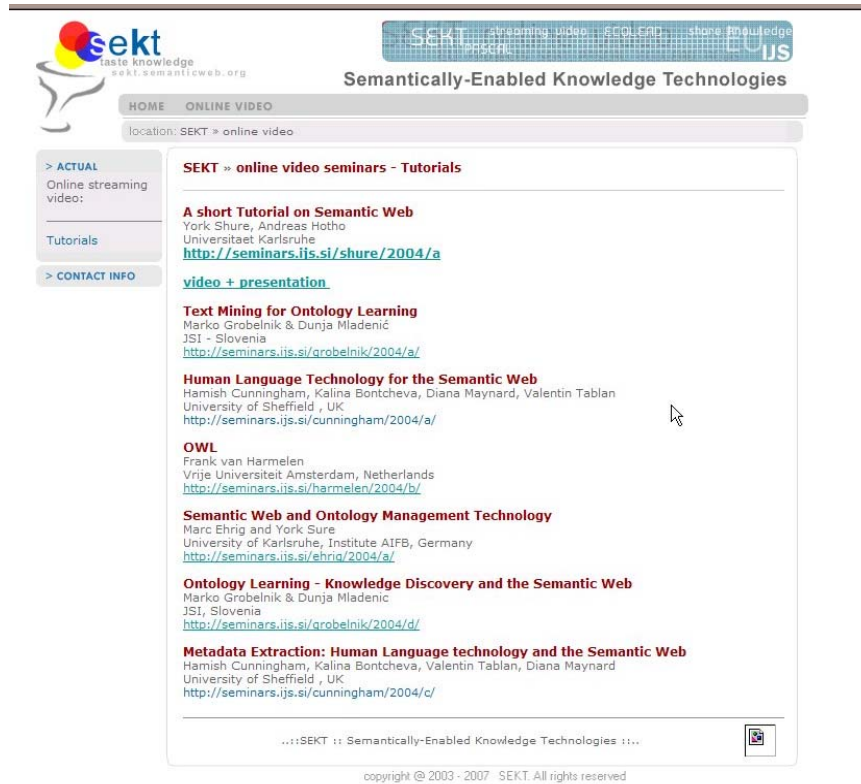 sekt
taste knowledge
sekt.semanticweb.org
SEKT streaming video ECOLEAD share knowledge
PASCAL EU IJS
Semantically-Enabled Knowledge Technologies
HOME ONLINE VIDEO
location: SEKT » online video
> ACTUAL
Online streaming
video:
Tutorials
> CONTACT INFO
SEKT » online video seminars - Tutorials
A short Tutorial on Semantic Web
York Shure, Andreas Hotho
Universitaet Karlsruhe
http://seminars.ijs.si/shure/2004/a
video + presentation
Text Mining for Ontology Learning
Marko Grobelnik & Dunja Mladenić
JSI - Slovenia
http://seminars.ijs.si/grobelnik/2004/a/
Human Language Technology for the Semantic Web
Hamish Cunningham, Kalina Bontcheva, Diana Maynard, Valentin Tablan
University of Sheffield , UK
http://seminars.ijs.si/cunningham/2004/a/
OWL
Frank van Harmelen
Vrije Universiteit Amsterdam, Netherlands
http://seminars.ijs.si/harmelen/2004/b/
Semantic Web and Ontology Management Technology
Marc Ehrig and York Sure
University of Karlsruhe, Institute AIFB, Germany
http://seminars.ijs.si/ehrig/2004/a/
Ontology Learning - Knowledge Discovery and the Semantic Web
Marko Grobelnik & Dunja Mladenic
JSI, Slovenia
http://seminars.ijs.si/grobelnik/2004/d/
Metadata Extraction: Human Language technology and the Semantic Web
Hamish Cunningham, Kalina Bontcheva, Valentin Tablan, Diana Maynard
University of Sheffield , UK
http://seminars.ijs.si/cunningham/2004/c/
..::SEKT :: Semantically-Enabled Knowledge Technologies ::..
copyright @ 2003 - 2007 SEKT. All rights reserved